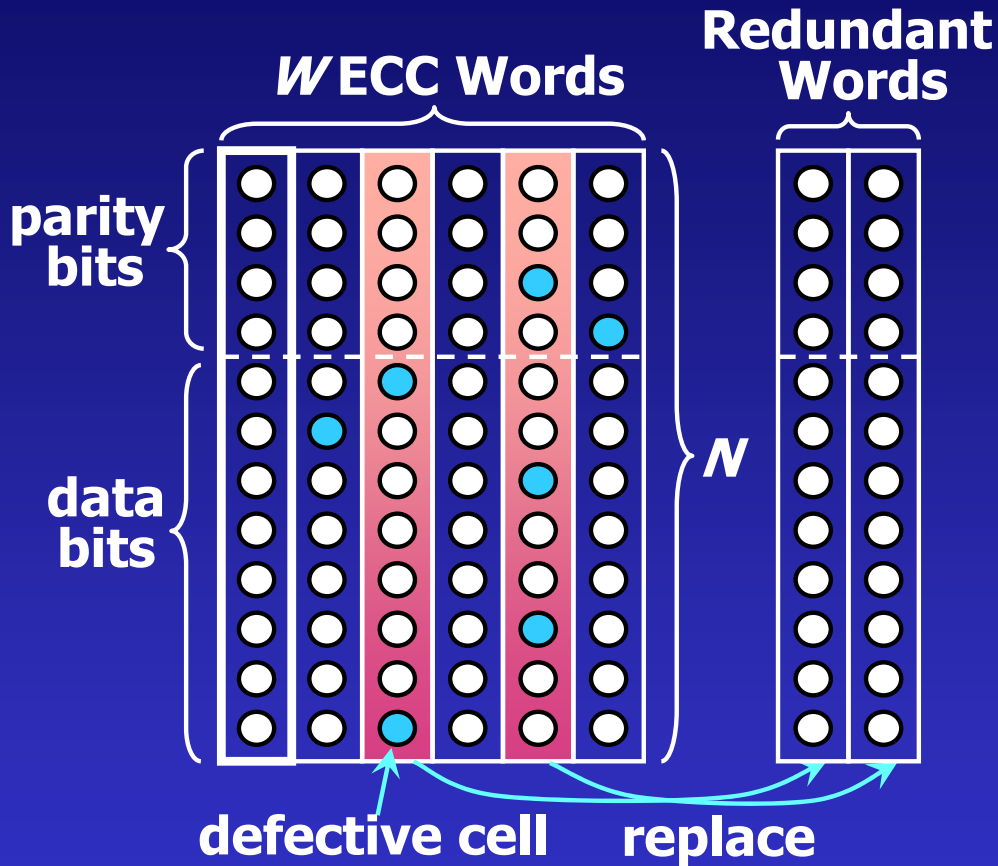 Redundant
Words
W ECC Words
parity
bits
N
data
bits
defective cell
replace